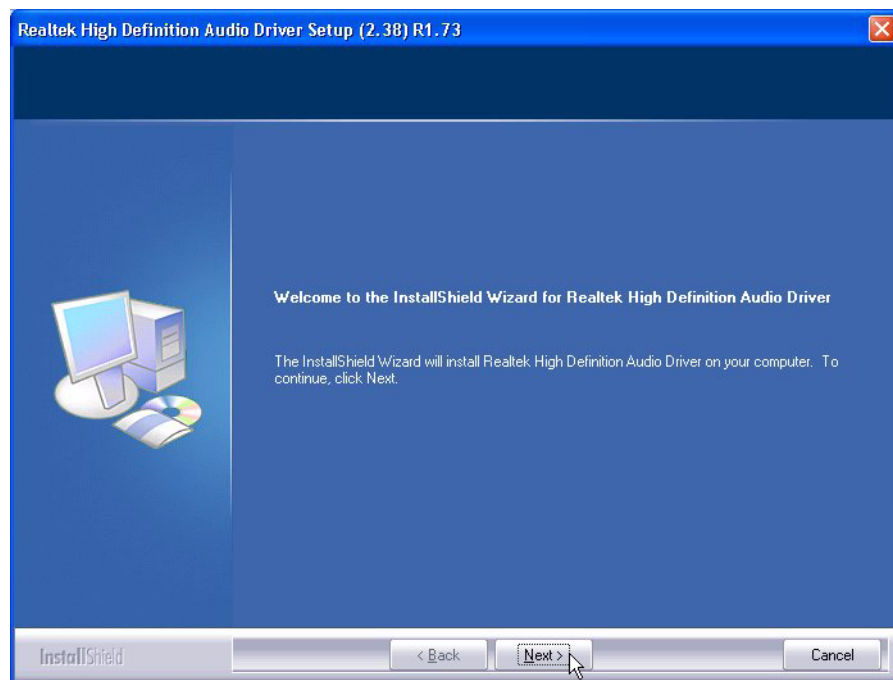 Realtek High Definition Audio Driver Setup (2.38) R1.73
Welcome to the InstallShield Wizard for Realtek High Definition Audio Driver
The InstallShield Wizard will install Realtek High Definition Audio Driver on your computer. To
continue, click Next.
InstallShield
< Back
Next >
Cancel